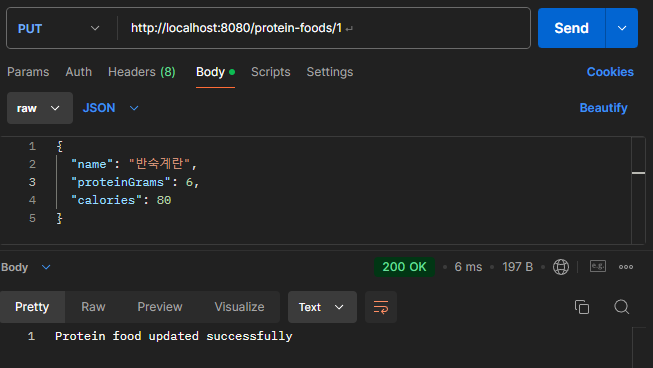 PUT http://localhost:8080/protein-foods/1 ↵ Send
Params Auth Headers (8) Body Scripts Settings Cookies
raw JSON Beautify
1 {
2 "name": "반숙계란",
3 "proteinGrams": 6,
4 "calories": 80
5 }
Body 200 OK • 6 ms • 197 B e.g.
Pretty Raw Preview Visualize Text
1 Protein food updated successfully